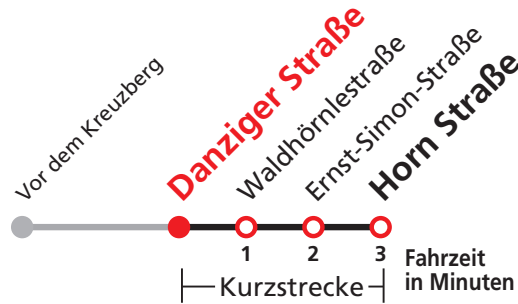 Vor dem Kreuzberg
Danziger Straße
Waldhörnlestraße
Ernst-Simon-Straße
Horn Straße
1 2 3
Fahrzeit
in Minuten
Kurzstrecke